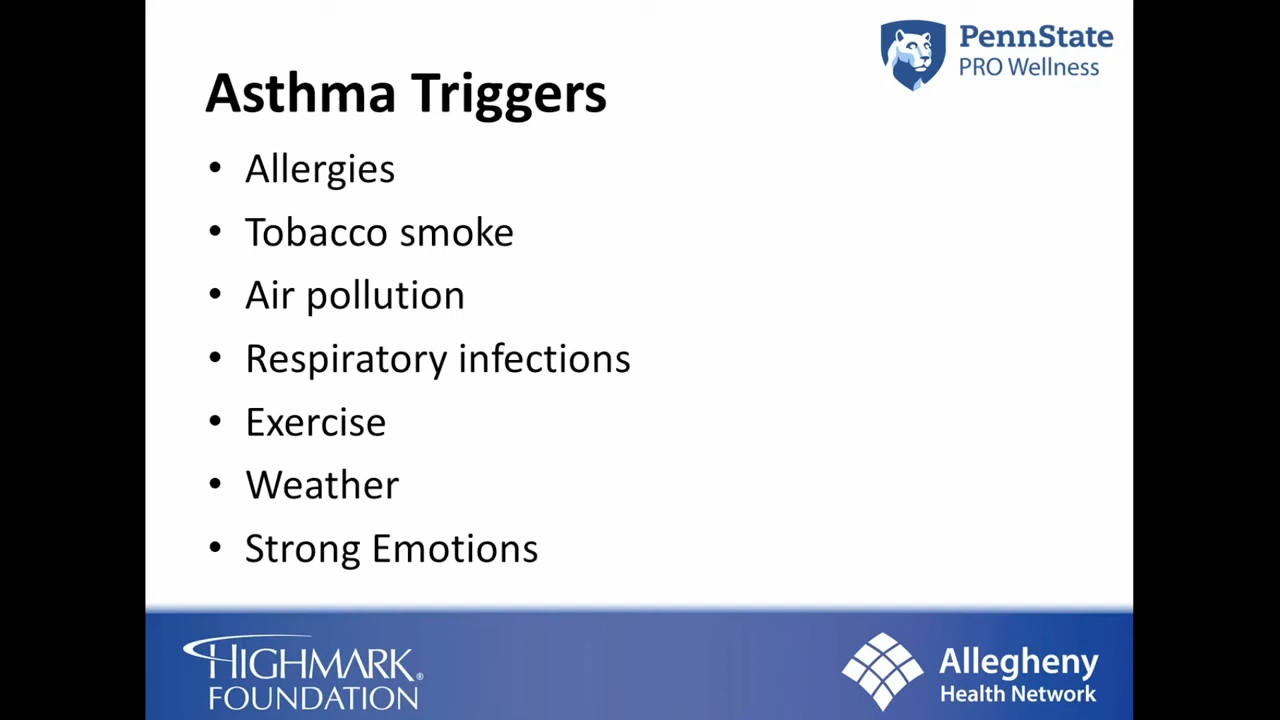 PennState
PRO Wellness
Asthma Triggers
• Allergies
• Tobacco smoke
• Air pollution
• Respiratory infections
• Exercise
• Weather
• Strong Emotions
HIGHMARK®
FOUNDATION
Allegheny
Health Network